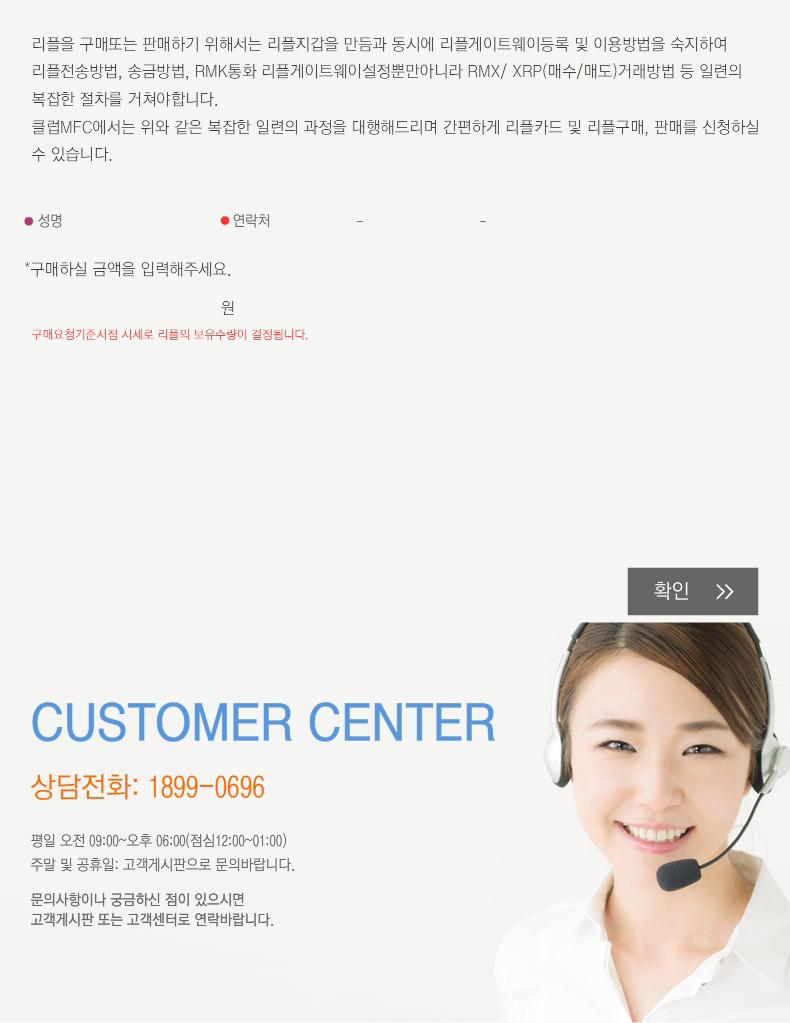 리플을 구매또는 판매하기 위해서는 리플지갑을 만듬과 동시에 리플게이트웨이등록 및 이용방법을 숙지하여
리플전송방법, 송금방법, RMK통화 리플게이트웨이설정뿐만아니라 RMX/ XRP(매수/매도)거래방법 등 일련의
복잡한 절차를 거쳐야합니다.
클럽MFC에서는 위와 같은 복잡한 일련의 과정을 대행해드리며 간편하게 리플카드 및 리플구매, 판매를 신청하실
수 있습니다.
● 성명 ● 연락처 - -
*구매하실 금액을 입력해주세요.
원
구매요청기준시점 시세로 리플의 보유수량이 결정됩니다.
확인 >>
CUSTOMER CENTER
상담전화: 1899-0696
평일 오전 09:00~오후 06:00(점심12:00~01:00)
주말 및 공휴일: 고객게시판으로 문의바랍니다.
문의사항이나 궁금하신 점이 있으시면
고객게시판 또는 고객센터로 연락바랍니다.